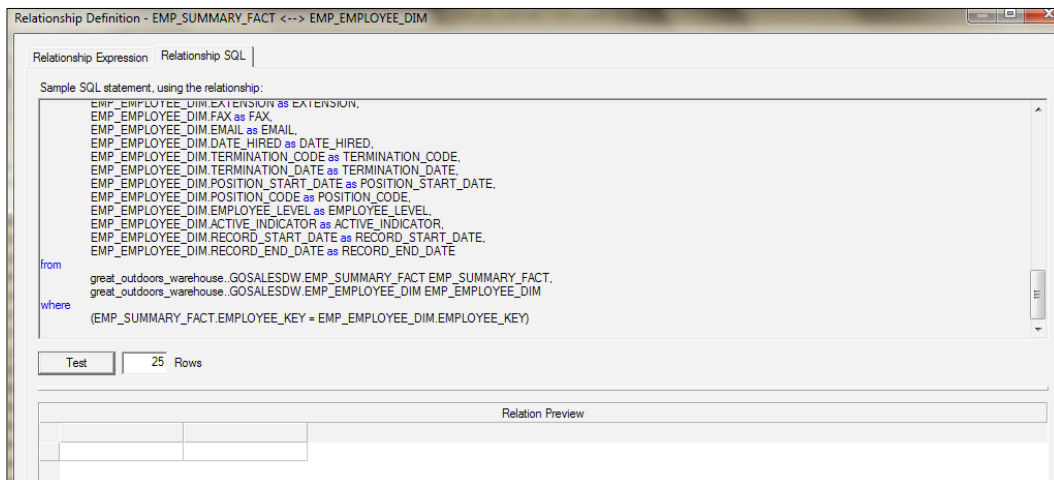 Relationship Definition - EMP_SUMMARY_FACT <--> EMP_EMPLOYEE_DIM
Relationship Expression Relationship SQL
Sample SQL statement, using the relationship:
EMP_EMPLOYEE_DIM.EXTENSION as EXTENSION,
EMP_EMPLOYEE_DIM.FAX as FAX,
EMP_EMPLOYEE_DIM.EMAIL as EMAIL,
EMP_EMPLOYEE_DIM.DATE_HIRED as DATE_HIRED,
EMP_EMPLOYEE_DIM.TERMINATION_CODE as TERMINATION_CODE,
EMP_EMPLOYEE_DIM.TERMINATION_DATE as TERMINATION_DATE,
EMP_EMPLOYEE_DIM.POSITION_START_DATE as POSITION_START_DATE,
EMP_EMPLOYEE_DIM.POSITION_CODE as POSITION_CODE,
EMP_EMPLOYEE_DIM.EMPLOYEE_LEVEL as EMPLOYEE_LEVEL,
EMP_EMPLOYEE_DIM.ACTIVE_INDICATOR as ACTIVE_INDICATOR,
EMP_EMPLOYEE_DIM.RECORD_START_DATE as RECORD_START_DATE,
EMP_EMPLOYEE_DIM.RECORD_END_DATE as RECORD_END_DATE
from
great_outdoors_warehouse..GOSALESDW.EMP_SUMMARY_FACT EMP_SUMMARY_FACT,
great_outdoors_warehouse..GOSALESDW.EMP_EMPLOYEE_DIM EMP_EMPLOYEE_DIM
where
(EMP_SUMMARY_FACT.EMPLOYEE_KEY = EMP_EMPLOYEE_DIM.EMPLOYEE_KEY)
Test 25 Rows
Relation Preview